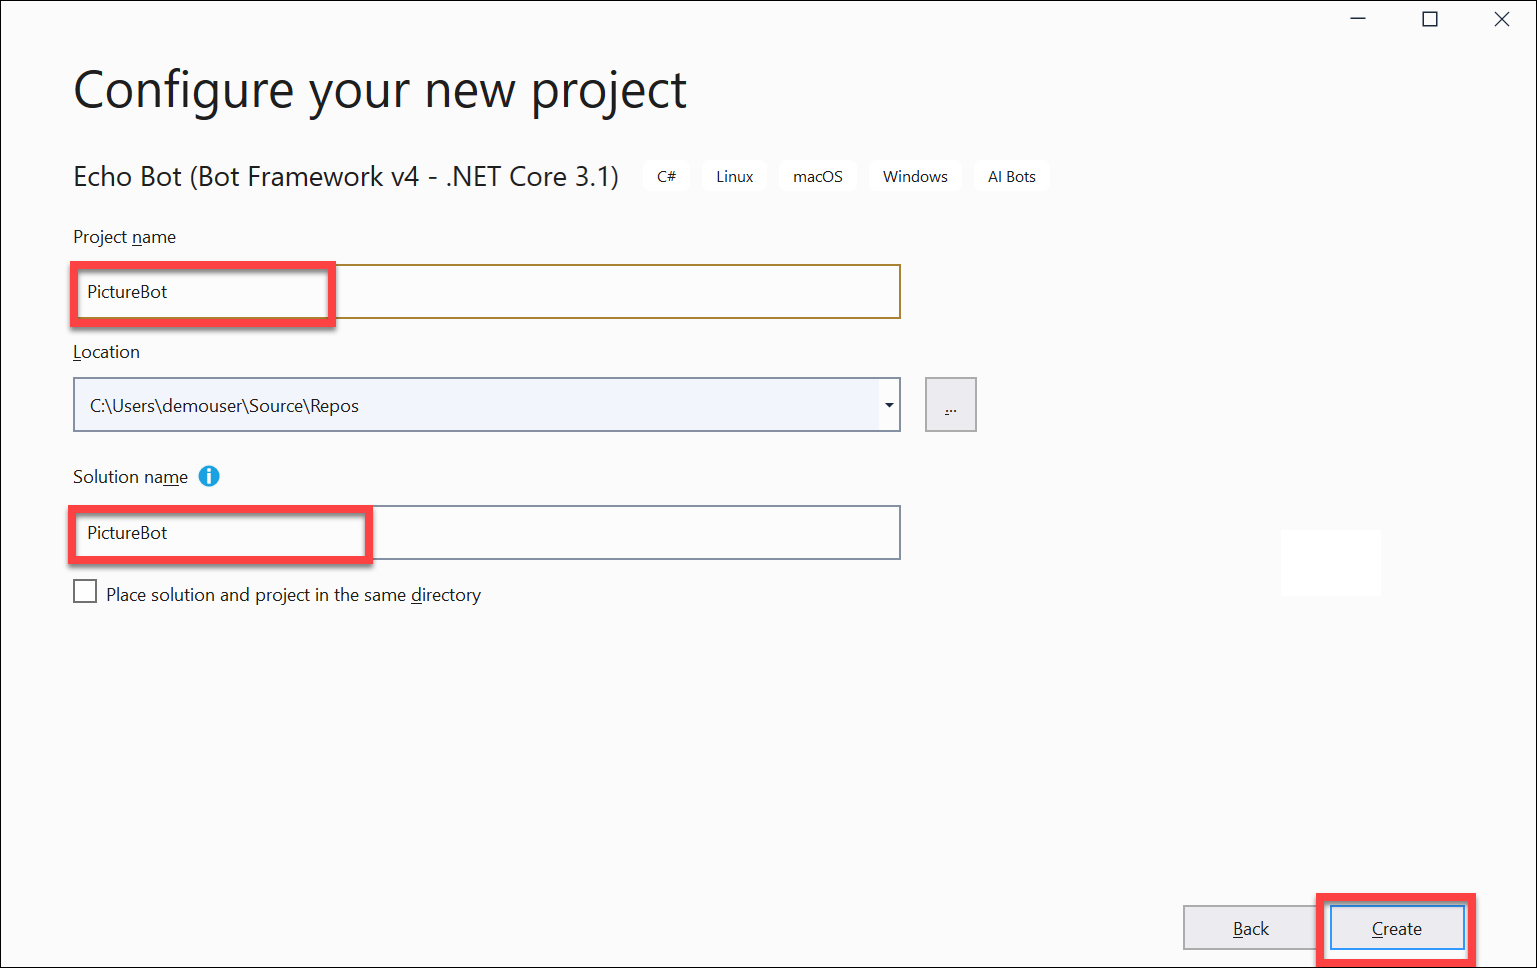 Configure your new project
Echo Bot (Bot Framework v4 - .NET Core 3.1) C# Linux macOS Windows AI Bots
Project name
PictureBot
Location
C:\Users\demouser\Source\Repos
...
Solution name
PictureBot
Place solution and project in the same directory
Back Create